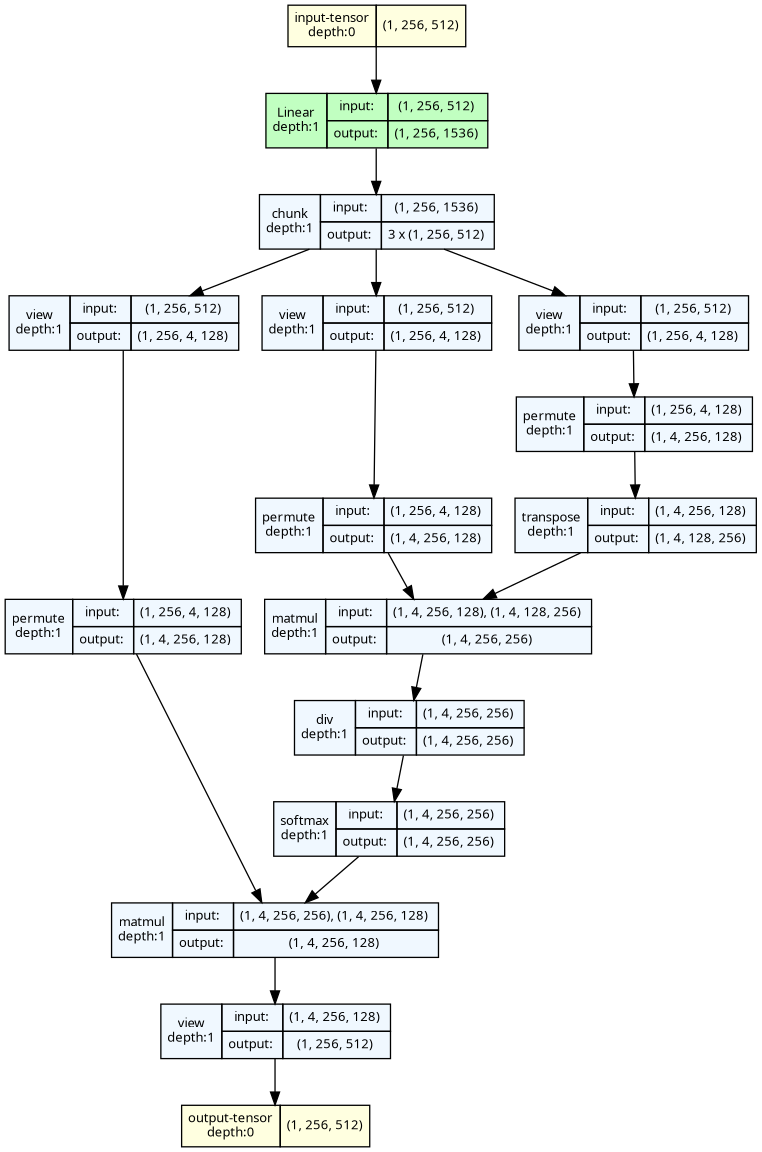 input-tensor
depth:0
(1, 256, 512)
Linear
depth:1
input:
(1, 256, 512)
output:
(1, 256, 1536)
chunk
depth:1
input:
(1, 256, 1536)
output:
3 x (1, 256, 512)
view
depth:1
input:
(1, 256, 512)
output:
(1, 256, 4, 128)
view
depth:1
input:
(1, 256, 512)
output:
(1, 256, 4, 128)
view
depth:1
input:
(1, 256, 512)
output:
(1, 256, 4, 128)
permute
depth:1
input:
(1, 256, 4, 128)
output:
(1, 4, 256, 128)
permute
depth:1
input:
(1, 256, 4, 128)
output:
(1, 4, 256, 128)
transpose
depth:1
input:
(1, 4, 256, 128)
output:
(1, 4, 128, 256)
permute
depth:1
input:
(1, 256, 4, 128)
output:
(1, 4, 256, 128)
matmul
depth:1
input:
(1, 4, 256, 128), (1, 4, 128, 256)
output:
(1, 4, 256, 256)
div
depth:1
input:
(1, 4, 256, 256)
output:
(1, 4, 256, 256)
softmax
depth:1
input:
(1, 4, 256, 256)
output:
(1, 4, 256, 256)
matmul
depth:1
input:
(1, 4, 256, 256), (1, 4, 256, 128)
output:
(1, 4, 256, 128)
view
depth:1
input:
(1, 4, 256, 128)
output:
(1, 256, 512)
output-tensor
depth:0
(1, 256, 512)